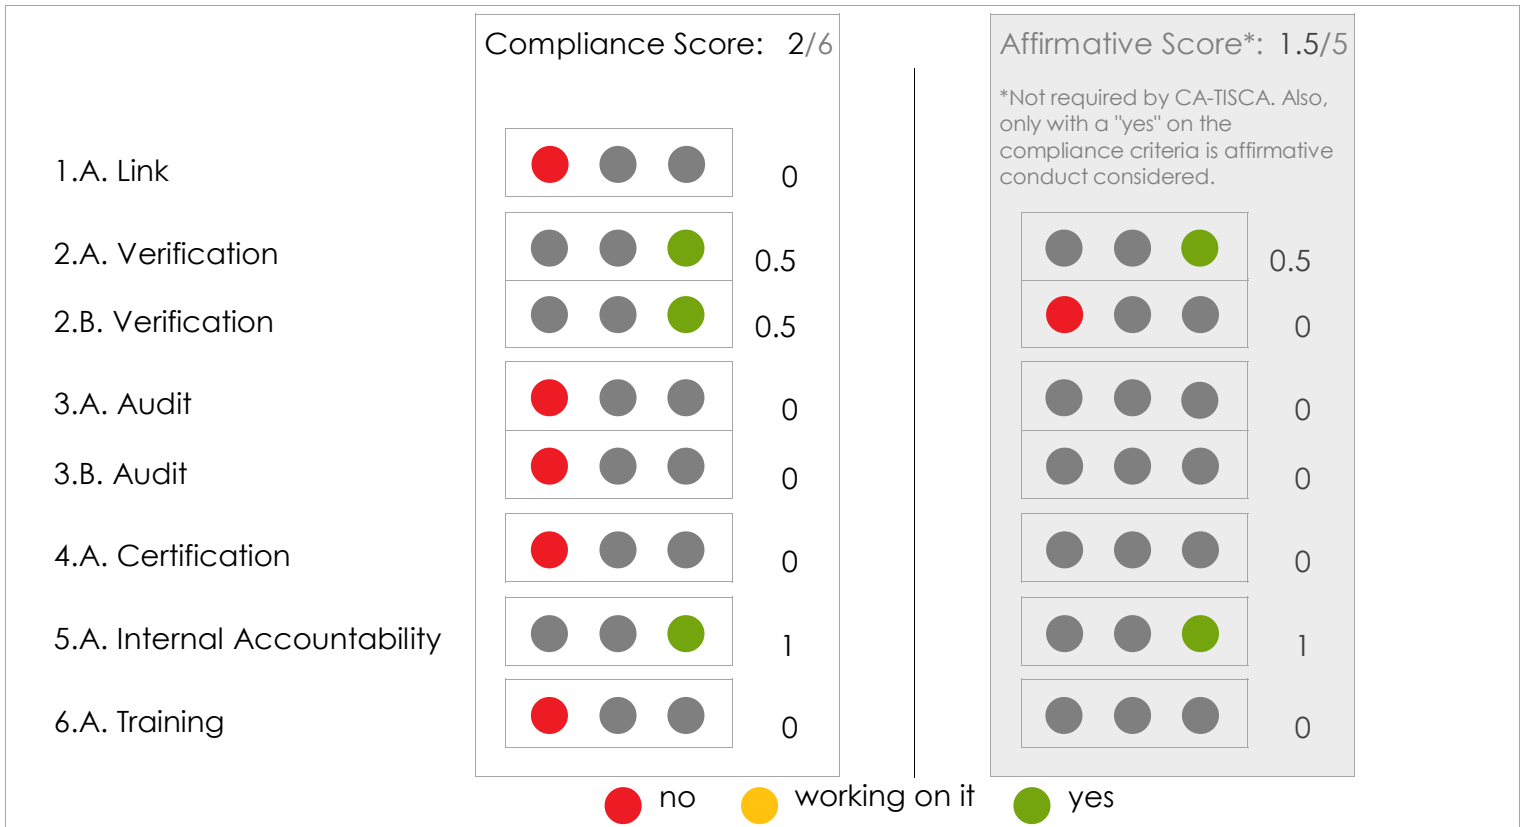 Compliance Score: 2/6
Affirmative Score*: 1.5/5
*Not required by CA-TISCA. Also,
only with a "yes" on the
compliance criteria is affirmative
conduct considered.
1.A. Link 0
2.A. Verification 0.5 0.5
2.B. Verification 0.5 0
3.A. Audit 0 0
3.B. Audit 0 0
4.A. Certification 0 0
5.A. Internal Accountability 1 1
6.A. Training 0 0
no working on it yes